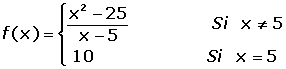 f(x) = { (x² − 25)/(x − 5)   Si x ≠ 5
10   Si x = 5